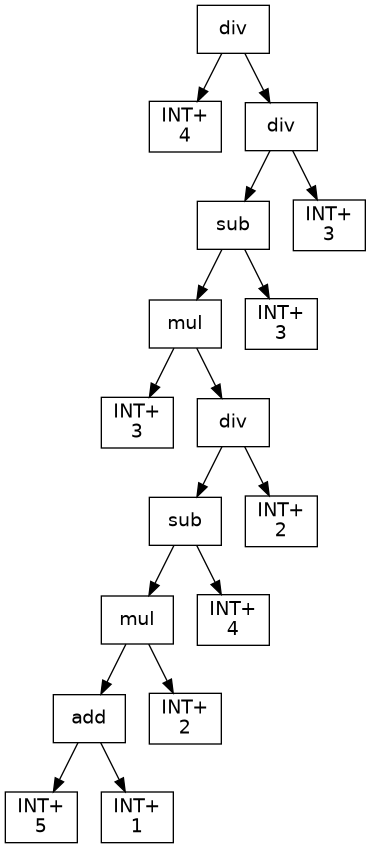 div
INT+
4
div
sub
INT+
3
mul
INT+
3
INT+
3
div
sub
INT+
2
mul
INT+
4
add
INT+
2
INT+
5
INT+
1